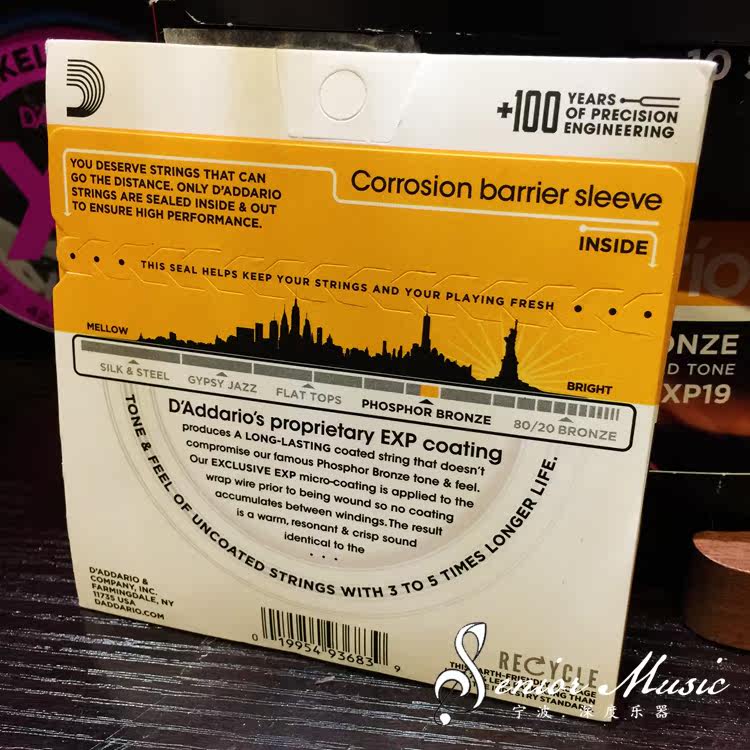 +100 YEARS
OF PRECISION
ENGINEERING
YOU DESERVE STRINGS THAT CAN
GO THE DISTANCE. ONLY D'ADDARIO
STRINGS ARE SEALED INSIDE & OUT
TO ENSURE HIGH PERFORMANCE.
Corrosion barrier sleeve
INSIDE
THIS SEAL HELPS KEEP YOUR STRINGS AND YOUR PLAYING FRESH
MELLOW
BRIGHT
SILK & STEEL
GYPSY JAZZ
FLAT TOPS
PHOSPHOR BRONZE
80/20 BRONZE
D'Addario's proprietary EXP coating
produces A LONG-LASTING coated string that doesn't
compromise our famous Phosphor Bronze tone & feel.
Our EXCLUSIVE EXP micro-coating is applied to the
wrap wire prior to being wound so no coating
accumulates between windings. The result
is a warm, resonant & crisp sound
identical to the
. . .
TONE & FEEL OF UNCOATED STRINGS WITH 3 TO 5 TIMES LONGER LIFE.
D'ADDARIO &
COMPANY, INC.
FARMINGDALE, NY
11735 USA
DADDARIO.COM
0 19954 93683 9
RECYCLE
Senior Music
宁波.深度乐器
10
NZE
D TONE
XP19